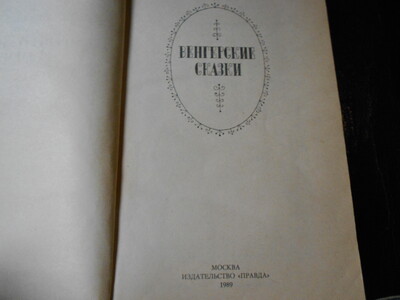 ВЕНГЕРСКИЕ
СКАЗКИ
МОСКВА
ИЗДАТЕЛЬСТВО «ПРАВДА»
1989